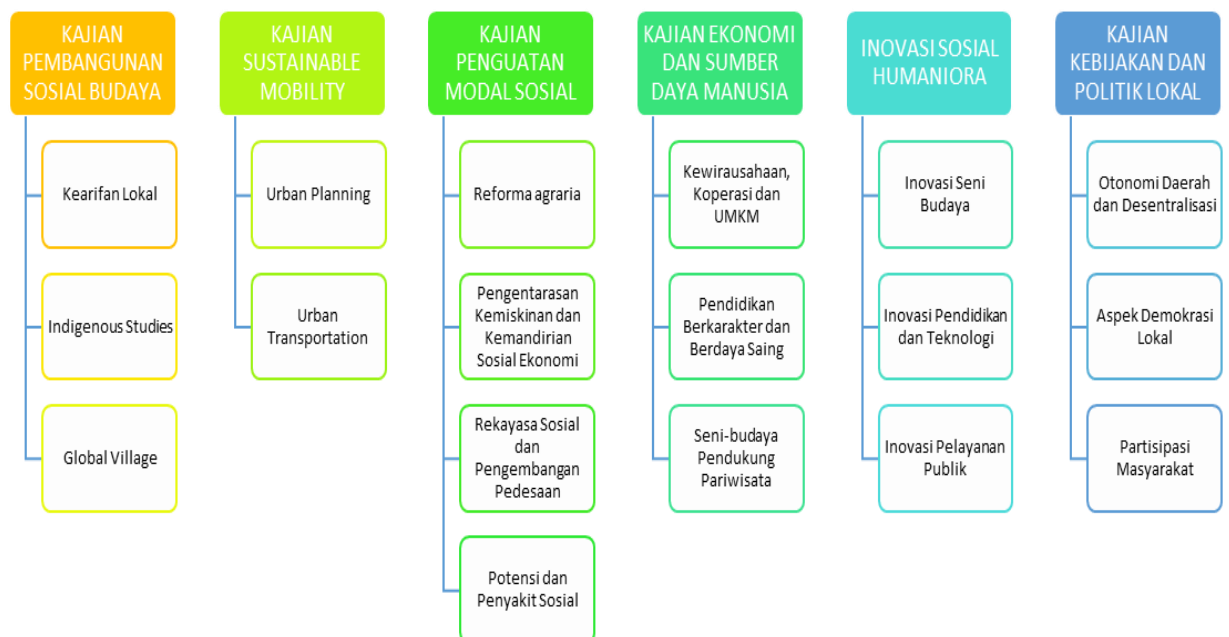 KAJIAN
PEMBANGUNAN
SOSIAL BUDAYA
Kearifan Lokal
Indigenous Studies
Global Village
KAJIAN
SUSTAINABLE
MOBILITY
Urban Planning
Urban
Transportation
KAJIAN
PENGUATAN
MODAL SOSIAL
Reforma agraria
Pengentarasan
Kemiskinan dan
Kemandirian
Sosial Ekonomi
Rekayasa Sosial
dan
Pengembangan
Pedesaan
Potensi dan
Penyakit Sosial
KAJIAN EKONOMI
DAN SUMBER
DAYA MANUSIA
Kewirausahaan,
Koperasi dan
UMKM
Pendidikan
Berkarakter dan
Berdaya Saing
Seni-budaya
Pendukung
Pariwisata
INOVASI SOSIAL
HUMANIORA
Inovasi Seni
Budaya
Inovasi Pendidikan
dan Teknologi
Inovasi Pelayanan
Publik
KAJIAN
KEBIJAKAN DAN
POLITIK LOKAL
Otonomi Daerah
dan Desentralisasi
Aspek Demokrasi
Lokal
Partisipasi
Masyarakat